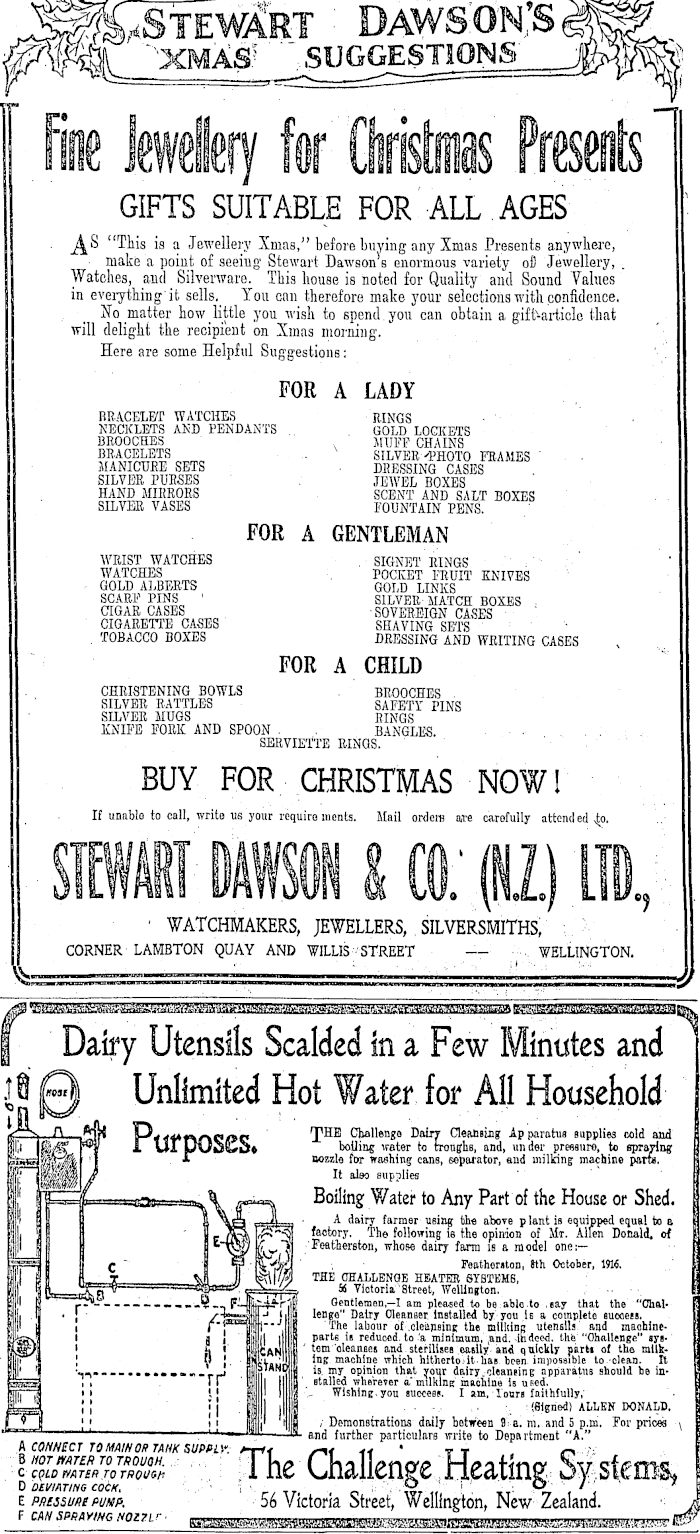 STEWART DAWSON'S
XMAS SUGGESTIONS
Fine Jewellery for Christmas Presents
GIFTS SUITABLE FOR ALL AGES
AS "This is a Jewellery Xmas," before buying any Xmas Presents anywhere,
make a point of seeing Stewart Dawson's enormous variety of Jewellery,
Watches, and Silverware. This house is noted for Quality and Sound Values
in everything it sells. You can therefore make your selections with confidence.
No matter how little you wish to spend you can obtain a gift-article that
will delight the recipient on Xmas morning.
Here are some Helpful Suggestions:
FOR A LADY
BRACELET WATCHES
NECKLETS AND PENDANTS
BROOCHES
BRACELETS
MANICURE SETS
SILVER PURSES
HAND MIRRORS
SILVER VASES
RINGS
GOLD LOCKETS
MUFF CHAINS
SILVER PHOTO FRAMES
DRESSING CASES
JEWEL BOXES
SCENT AND SALT BOXES
FOUNTAIN PENS.
FOR A GENTLEMAN
WRIST WATCHES
WATCHES
GOLD ALBERTS
SCARF PINS
CIGAR CASES
CIGARETTE CASES
TOBACCO BOXES
SIGNET RINGS
POCKET FRUIT KNIVES
GOLD LINKS
SILVER MATCH BOXES
SOVEREIGN CASES
SHAVING SETS
DRESSING AND WRITING CASES
FOR A CHILD
CHRISTENING BOWLS
SILVER RATTLES
SILVER MUGS
KNIFE FORK AND SPOON
BROOCHES
SAFETY PINS
RINGS
BANGLES.
SERVIETTE RINGS.
BUY FOR CHRISTMAS NOW!
If unable to call, write us your require ments. Mail orders are carefully attended to.
STEWART DAWSON & CO. (N.Z.) LTD.,
WATCHMAKERS, JEWELLERS, SILVERSMITHS,
CORNER LAMBTON QUAY AND WILLIS STREET — WELLINGTON.
Dairy Utensils Scalded in a Few Minutes and
Unlimited Hot Water for All Household
Purposes.
HOSE
A
C
B
D
E
F
CAN
STAND
THE Challenge Dairy Cleansing Apparatus supplies cold and
boiling water to troughs, and, under pressure, to spraying
nozzle for washing cans, separator, and milking machine parts.
It also supplies
Boiling Water to Any Part of the House or Shed.
A dairy farmer using the above plant is equipped equal to a
factory. The following is the opinion of Mr. Allen Donald, of
Featherston, whose dairy farm is a model one:—
Featherston, 8th October, 1916.
THE CHALLENGE HEATER SYSTEMS,
56 Victoria Street, Wellington.
Gentlemen,—I am pleased to be able to say that the "Chal-
lenge" Dairy Cleanser installed by you is a complete success.
The labour of cleansing the milking utensils and machine-
parts is reduced to a minimum, and indeed, the "Challenge" sys-
tem cleanses and sterilises easily and quickly parts of the milk-
ing machine which hitherto it has been impossible to clean. It
is my opinion that your dairy cleansing apparatus should be in-
stalled wherever a milking machine is used.
Wishing you success. I am, Yours faithfully,
(Signed) ALLEN DONALD.
Demonstrations daily between 9 a.m. and 5 p.m. For prices
and further particulars write to Department "A."
A CONNECT TO MAIN OR TANK SUPPLY.
B HOT WATER TO TROUGH.
C COLD WATER TO TROUGH
D DEVIATING COCK.
E PRESSURE PUMP.
F CAN SPRAYING NOZZLE
The Challenge Heating Systems,
56 Victoria Street, Wellington, New Zealand.